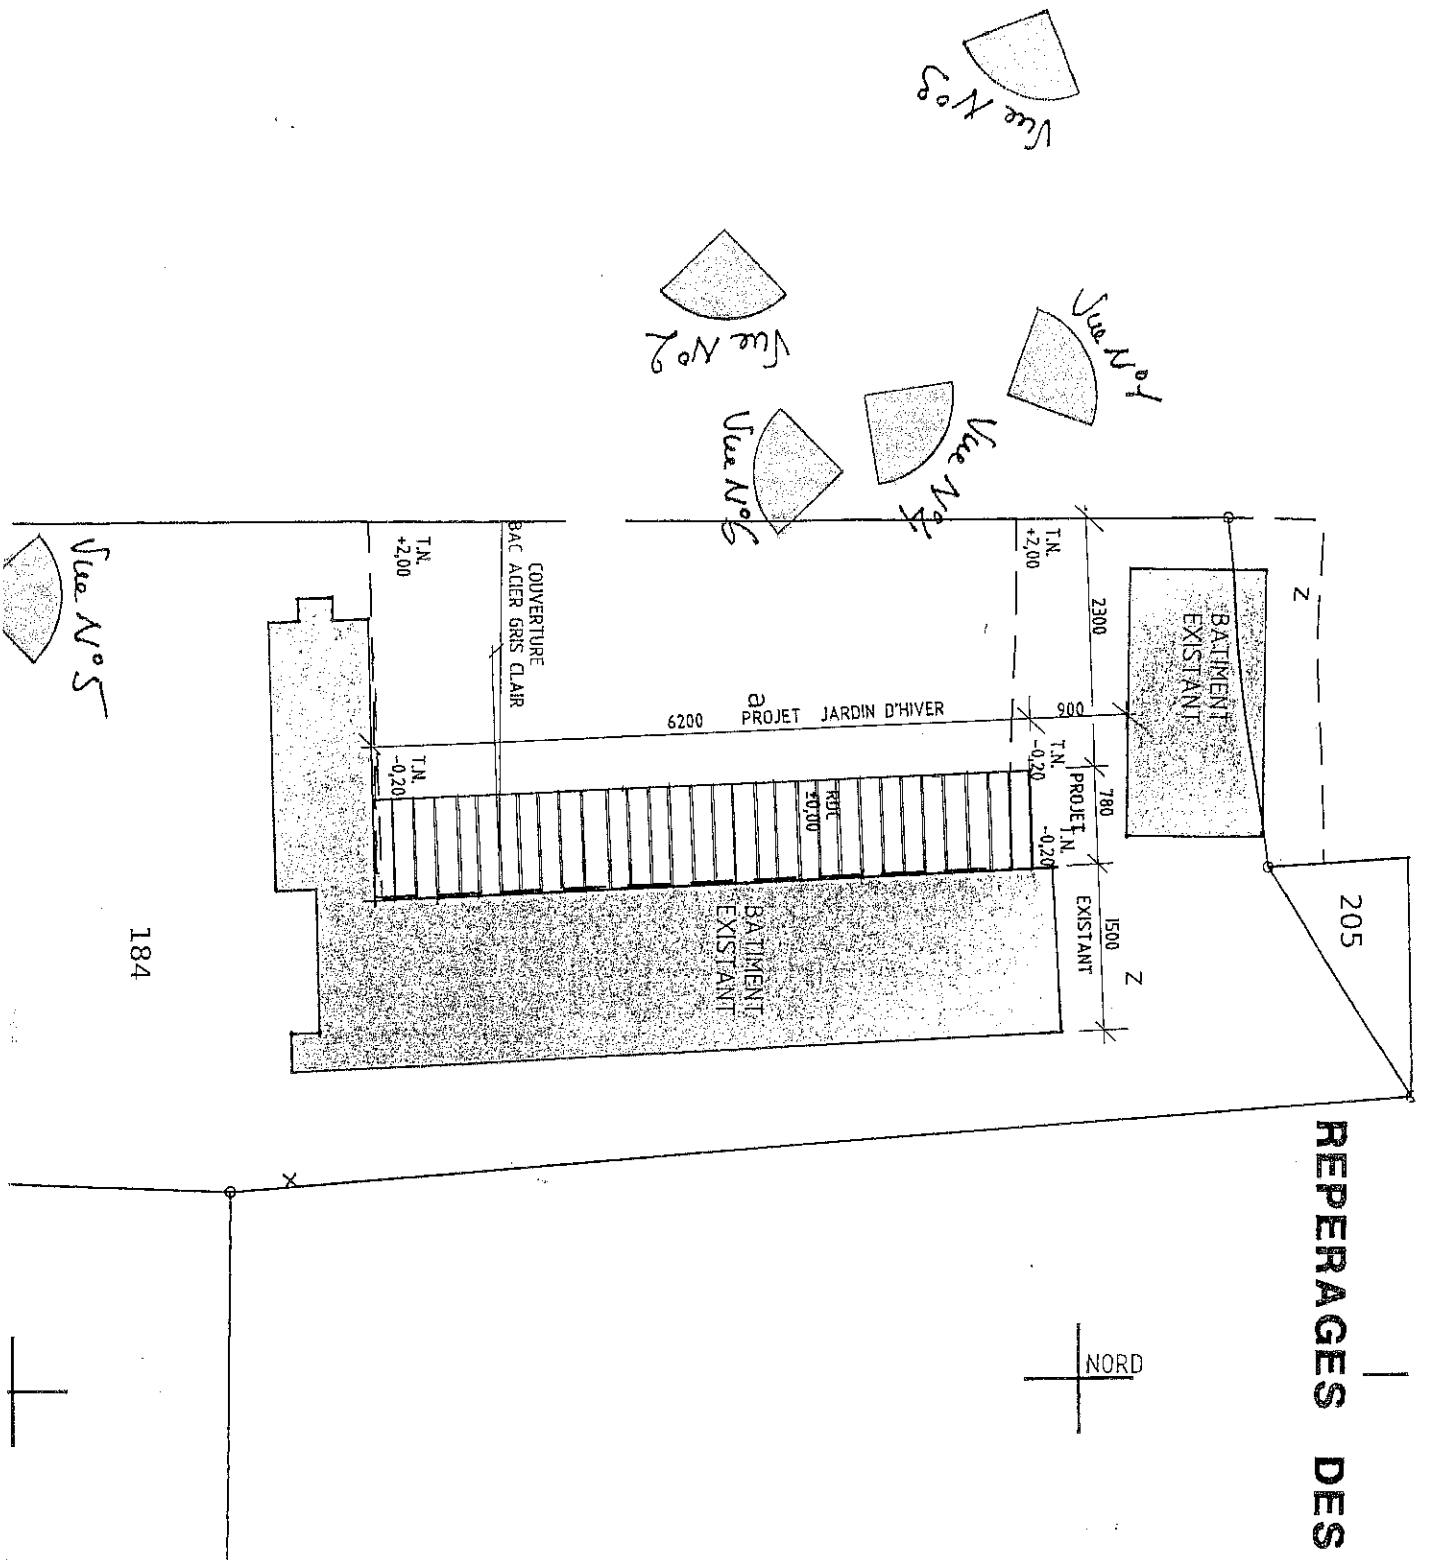 REPERAGES DES
205
Z
BATIMENT
EXISTANT
Vue N°3
Vue N°1
Vue N°2
Vue N°4
Vue N°6
Vue N°5
T.N.
+2,00
2300
900
T.N.
-0,20
780
PROJET
T.N.
-0,20
1500
EXISTANT
Z
6200
a
PROJET JARDIN D'HIVER
RDC
±0,00
COUVERTURE
BAC ACIER GRIS CLAIR
T.N.
+2,00
T.N.
-0,20
BATIMENT
EXISTANT
184
X
NORD